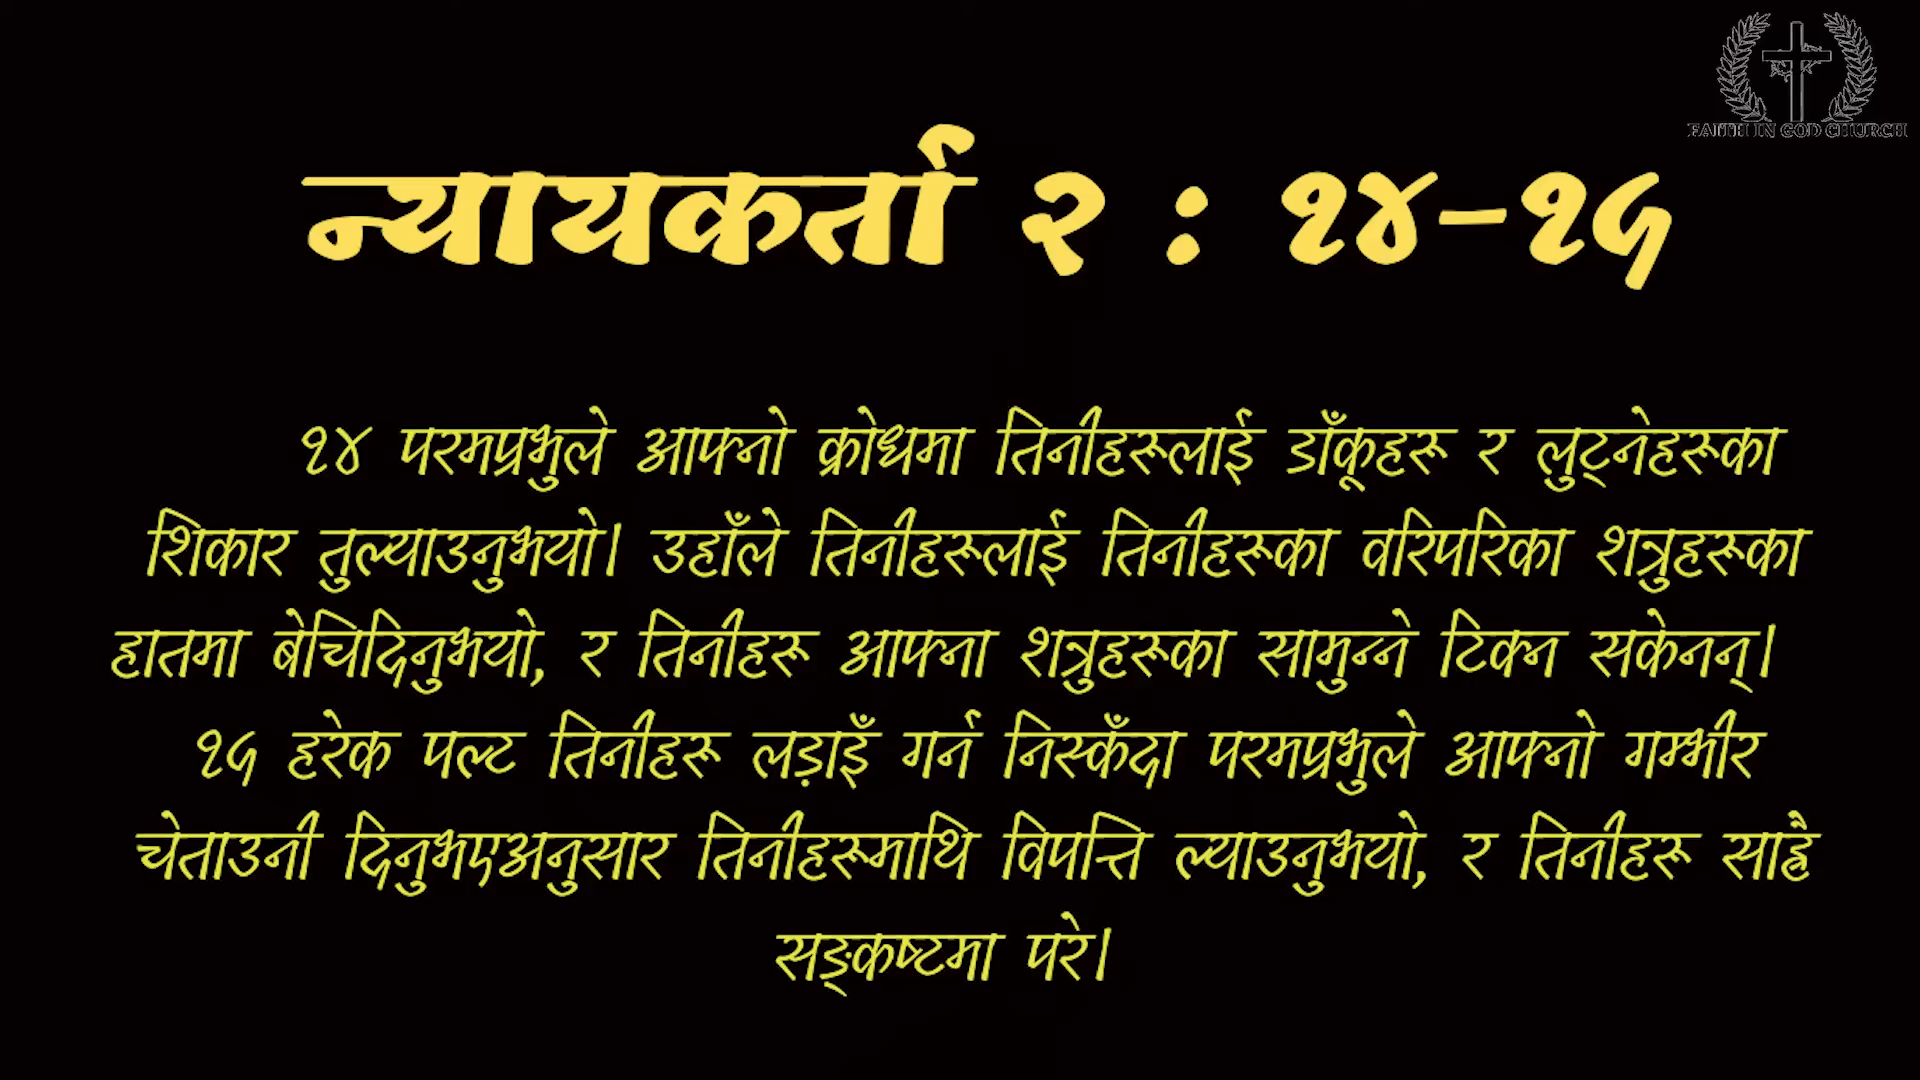 FAITH IN GOD CHURCH
न्यायकर्ता २ : १४-१५
१४ परमप्रभुले आफ्नो क्रोधमा तिनीहरूलाई डाँकूहरू र लुट्नेहरूका
शिकार तुल्याउनुभयो। उहाँले तिनीहरूलाई तिनीहरूका वरिपरिका शत्रुहरूका
हातमा बेचिदिनुभयो, र तिनीहरू आफ्ना शत्रुहरूका सामुन्ने टिक्न सकेनन्।
१५ हरेक पल्ट तिनीहरू लड़ाइँ गर्न निस्कँदा परमप्रभुले आफ्नो गम्भीर
चेताउनी दिनुभएअनुसार तिनीहरूमाथि विपत्ति ल्याउनुभयो, र तिनीहरू साह्रै
सङ्कष्टमा परे।